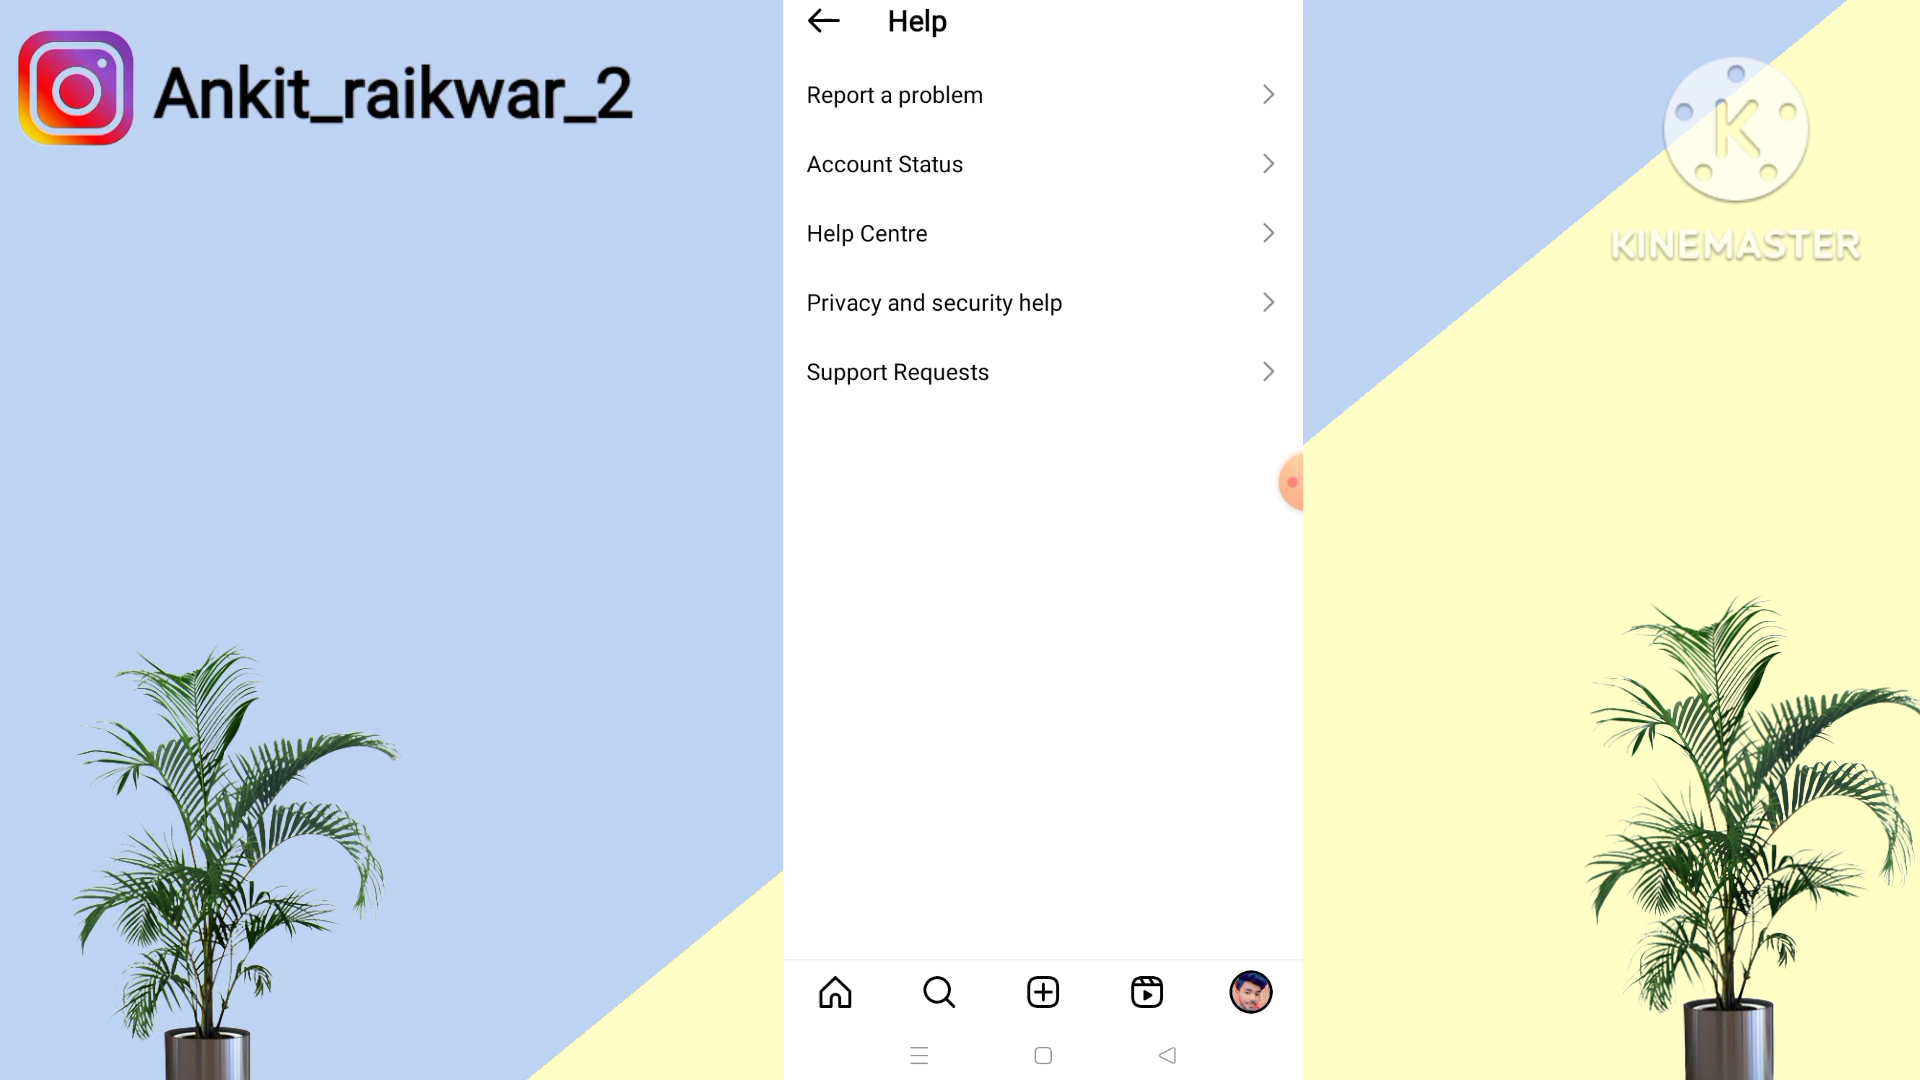 Ankit_raikwar_2
Help
Report a problem
Account Status
Help Centre
Privacy and security help
Support Requests
K
KINEMASTER